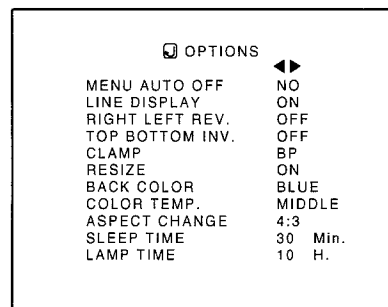 OPTIONS
MENU AUTO OFF NO
LINE DISPLAY ON
RIGHT LEFT REV. OFF
TOP BOTTOM INV. OFF
CLAMP BP
RESIZE ON
BACK COLOR BLUE
COLOR TEMP. MIDDLE
ASPECT CHANGE 4:3
SLEEP TIME 30 Min.
LAMP TIME 10 H.